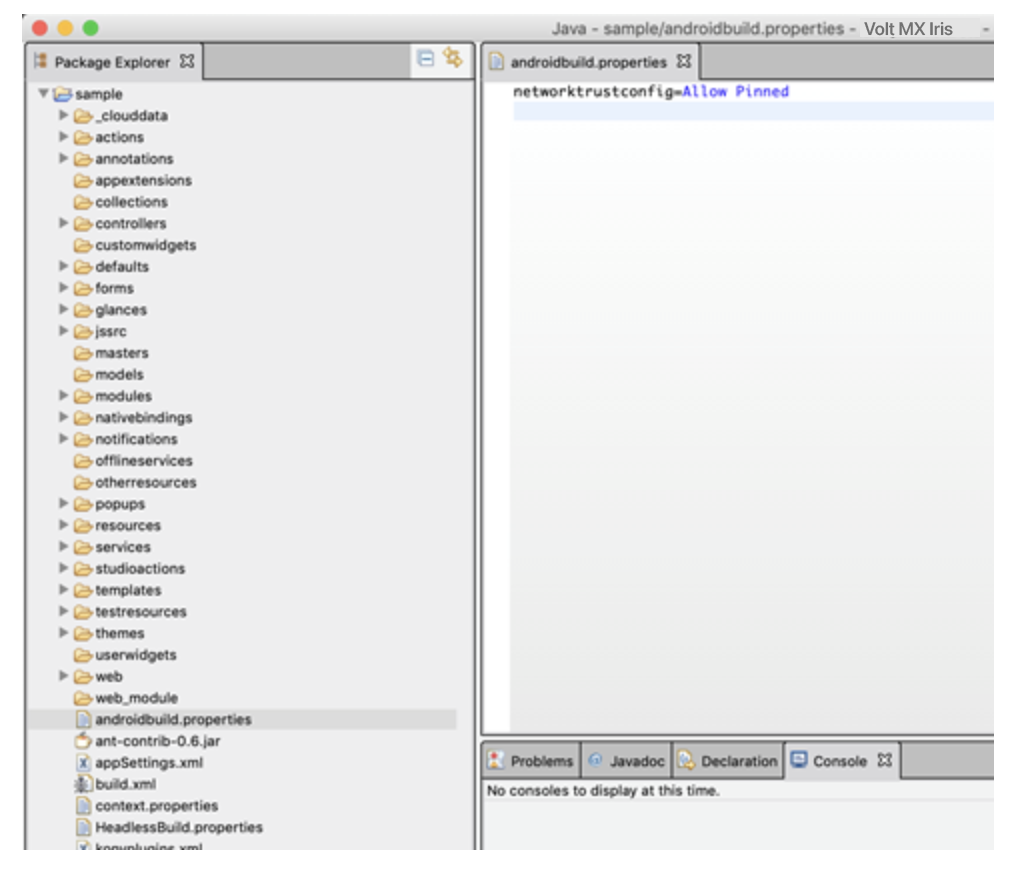 Java - sample/androidbuild.properties - Volt MX Iris -
Package Explorer
androidbuild.properties
networktrustconfig=Allow Pinned
sample
_clouddata
actions
annotations
appextensions
collections
controllers
customwidgets
defaults
forms
glances
jssrc
masters
models
modules
nativebindings
notifications
offlineservices
otherresources
popups
resources
services
studioactions
templates
testresources
themes
userwidgets
web
web_module
androidbuild.properties
ant-contrib-0.6.jar
appSettings.xml
build.xml
context.properties
HeadlessBuild.properties
konyplugins.xml
Problems
Javadoc
Declaration
Console
No consoles to display at this time.